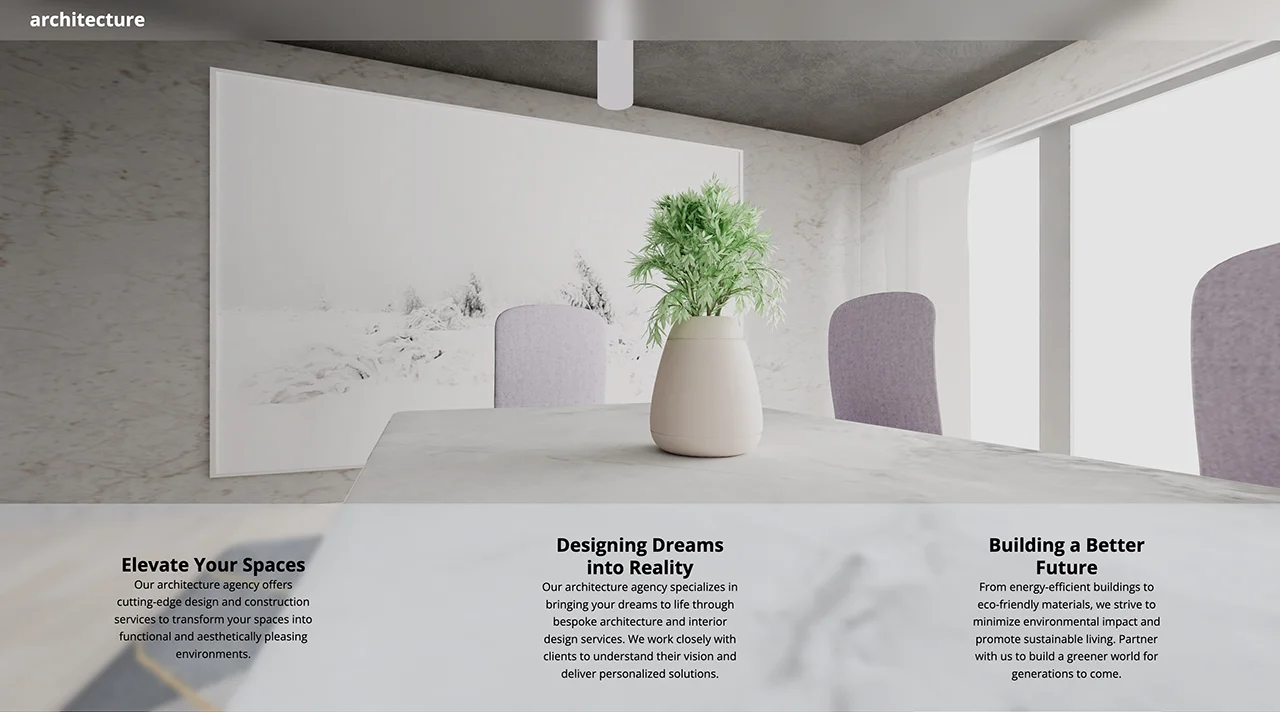 architecture
Elevate Your Spaces
Our architecture agency offers
cutting-edge design and construction
services to transform your spaces into
functional and aesthetically pleasing
environments.
Designing Dreams
into Reality
Our architecture agency specializes in
bringing your dreams to life through
bespoke architecture and interior
design services. We work closely with
clients to understand their vision and
deliver personalized solutions.
Building a Better
Future
From energy-efficient buildings to
eco-friendly materials, we strive to
minimize environmental impact and
promote sustainable living. Partner
with us to build a greener world for
generations to come.